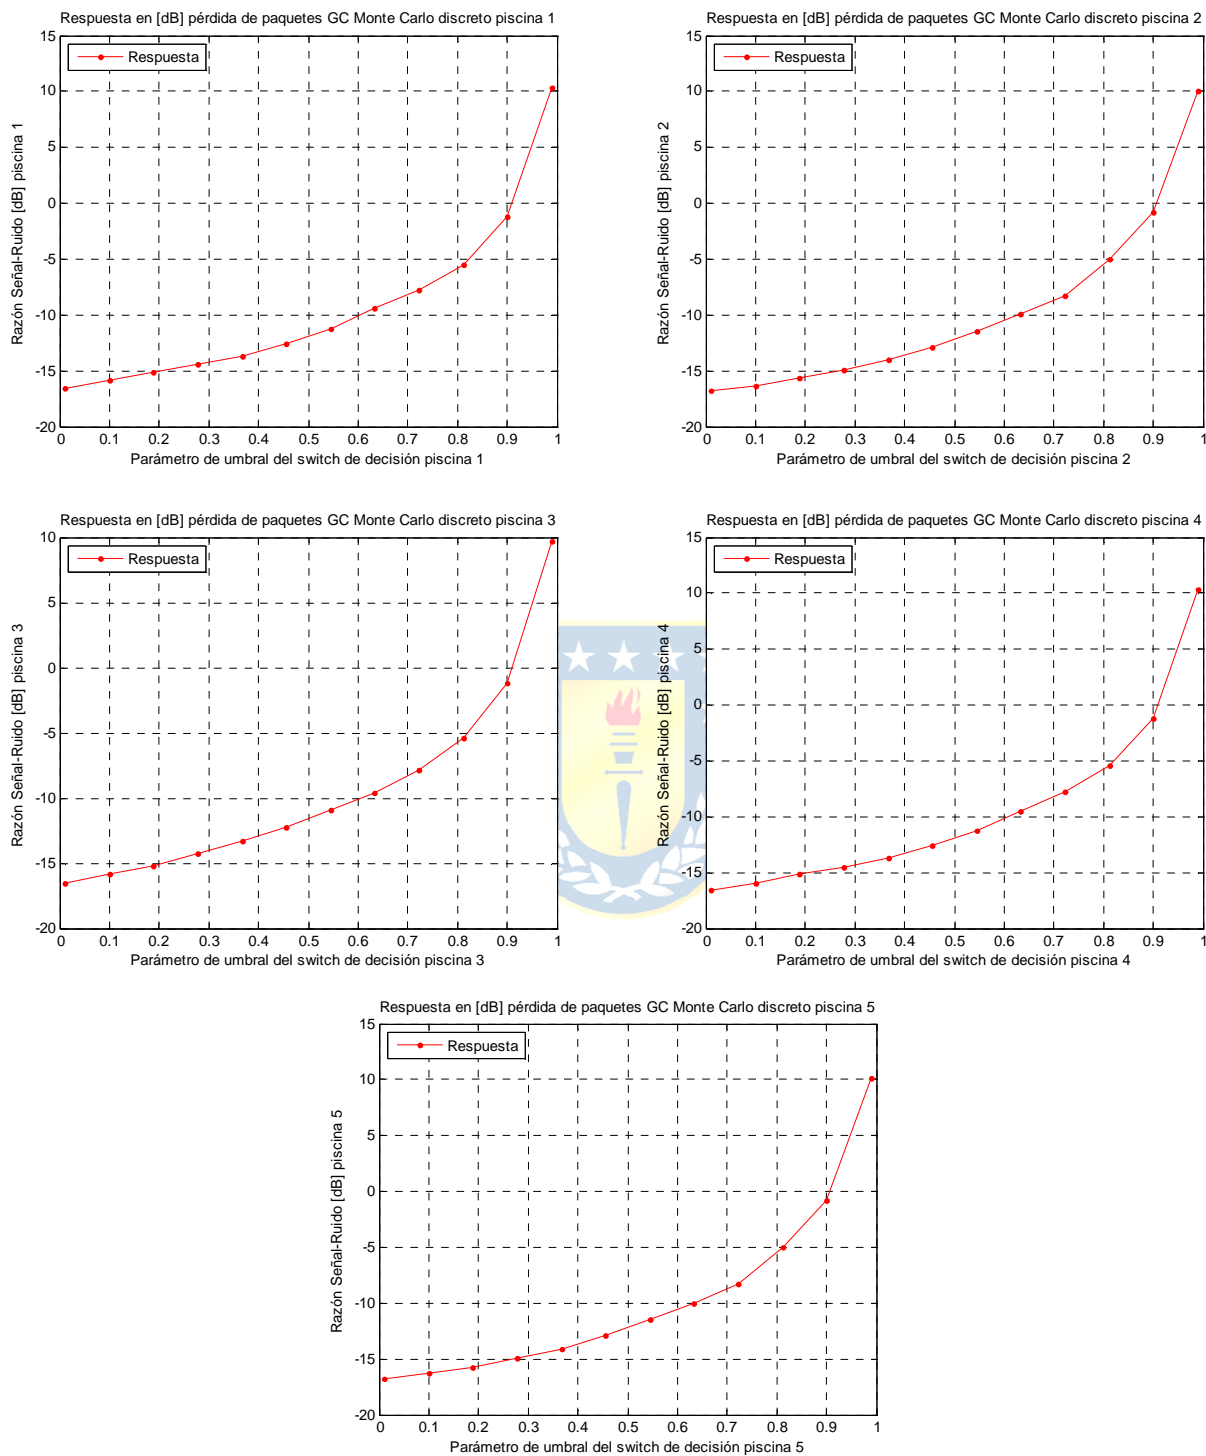 Respuesta en [dB] pérdida de paquetes GC Monte Carlo discreto piscina 1
Respuesta
15
10
5
0
-5
-10
-15
-20
Razón Señal-Ruido [dB] piscina 1
0 0.1 0.2 0.3 0.4 0.5 0.6 0.7 0.8 0.9 1
Parámetro de umbral del switch de decisión piscina 1
Respuesta en [dB] pérdida de paquetes GC Monte Carlo discreto piscina 2
Respuesta
15
10
5
0
-5
-10
-15
-20
Razón Señal-Ruido [dB] piscina 2
0 0.1 0.2 0.3 0.4 0.5 0.6 0.7 0.8 0.9 1
Parámetro de umbral del switch de decisión piscina 2
Respuesta en [dB] pérdida de paquetes GC Monte Carlo discreto piscina 3
Respuesta
10
5
0
-5
-10
-15
-20
Razón Señal-Ruido [dB] piscina 3
0 0.1 0.2 0.3 0.4 0.5 0.6 0.7 0.8 0.9 1
Parámetro de umbral del switch de decisión piscina 3
Respuesta en [dB] pérdida de paquetes GC Monte Carlo discreto piscina 4
Respuesta
15
10
5
0
-5
-10
-15
-20
Razón Señal-Ruido [dB] piscina 4
0 0.1 0.2 0.3 0.4 0.5 0.6 0.7 0.8 0.9 1
Parámetro de umbral del switch de decisión piscina 4
Respuesta en [dB] pérdida de paquetes GC Monte Carlo discreto piscina 5
Respuesta
15
10
5
0
-5
-10
-15
-20
Razón Señal-Ruido [dB] piscina 5
0 0.1 0.2 0.3 0.4 0.5 0.6 0.7 0.8 0.9 1
Parámetro de umbral del switch de decisión piscina 5